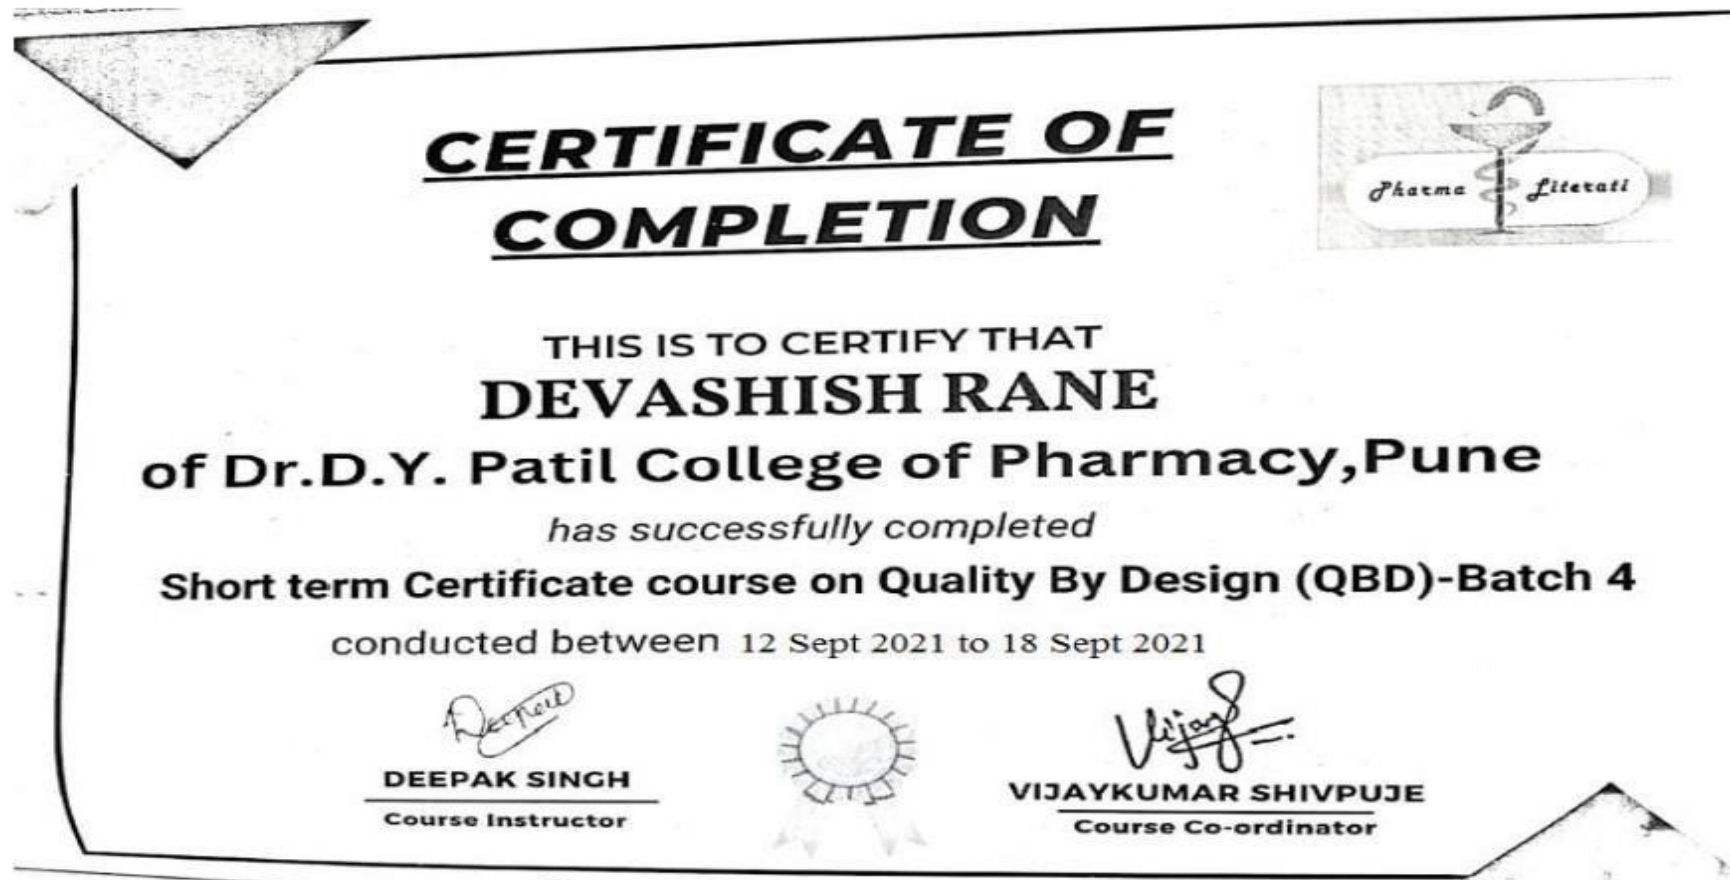 CERTIFICATE OF
COMPLETION
Pharma Literati
THIS IS TO CERTIFY THAT
DEVASHISH RANE
of Dr.D.Y. Patil College of Pharmacy,Pune
has successfully completed
Short term Certificate course on Quality By Design (QBD)-Batch 4
conducted between 12 Sept 2021 to 18 Sept 2021
Deepak
Vijay
DEEPAK SINGH
Course Instructor
VIJAYKUMAR SHIVPUJE
Course Co-ordinator